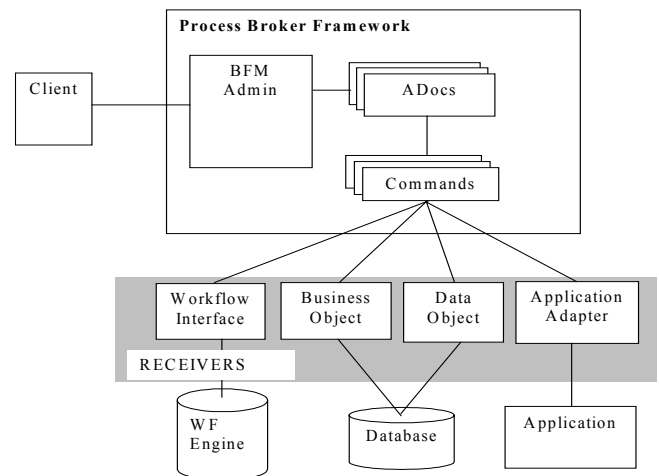 Process Broker Framework
Client
BFM
Admin
ADocs
Commands
Workflow
Interface
Business
Object
Data
Object
Application
Adapter
RECEIVERS
WF
Engine
Database
Application